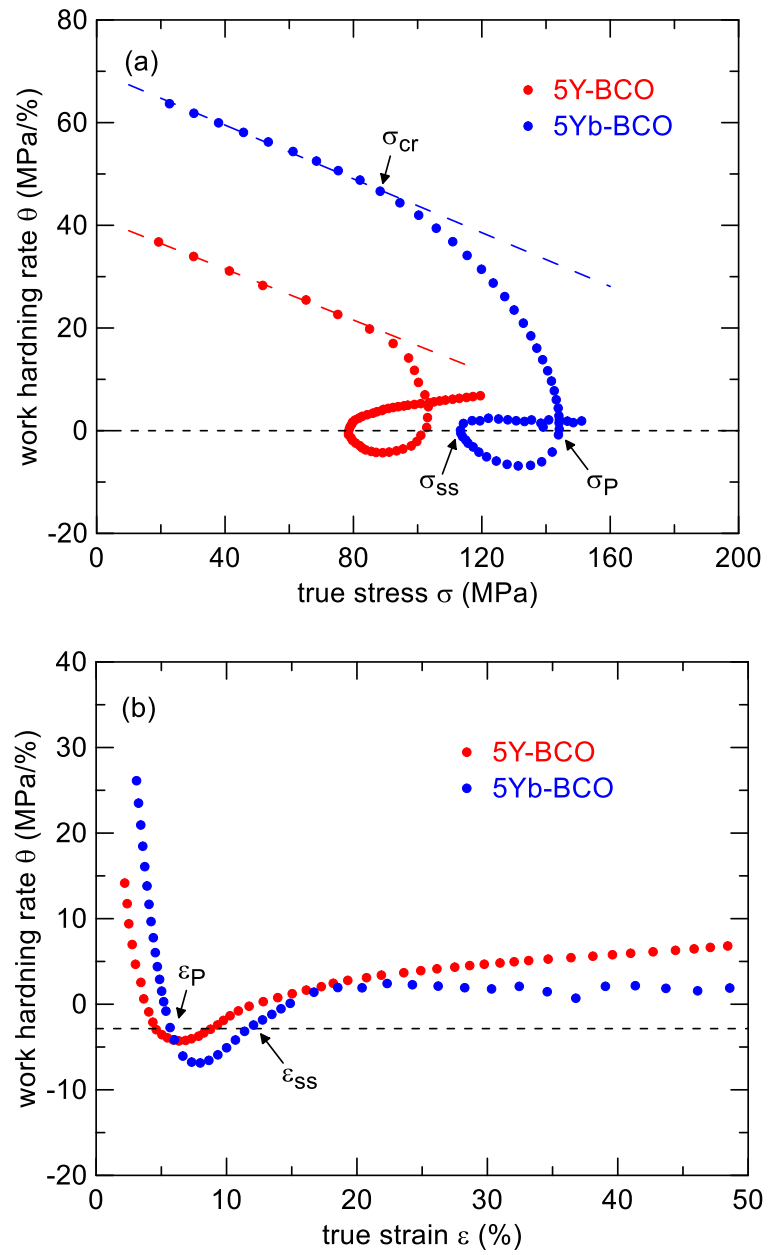 80
(a)
5Y-BCO
5Yb-BCO
60
σcr
40
20
0
σss
σP
-20
0
40
80
120
160
200
work hardning rate θ (MPa/%)
true stress σ (MPa)
40
(b)
30
5Y-BCO
5Yb-BCO
20
10
εP
0
εss
-10
-20
0
10
20
30
40
50
work hardning rate θ (MPa/%)
true strain ε (%)